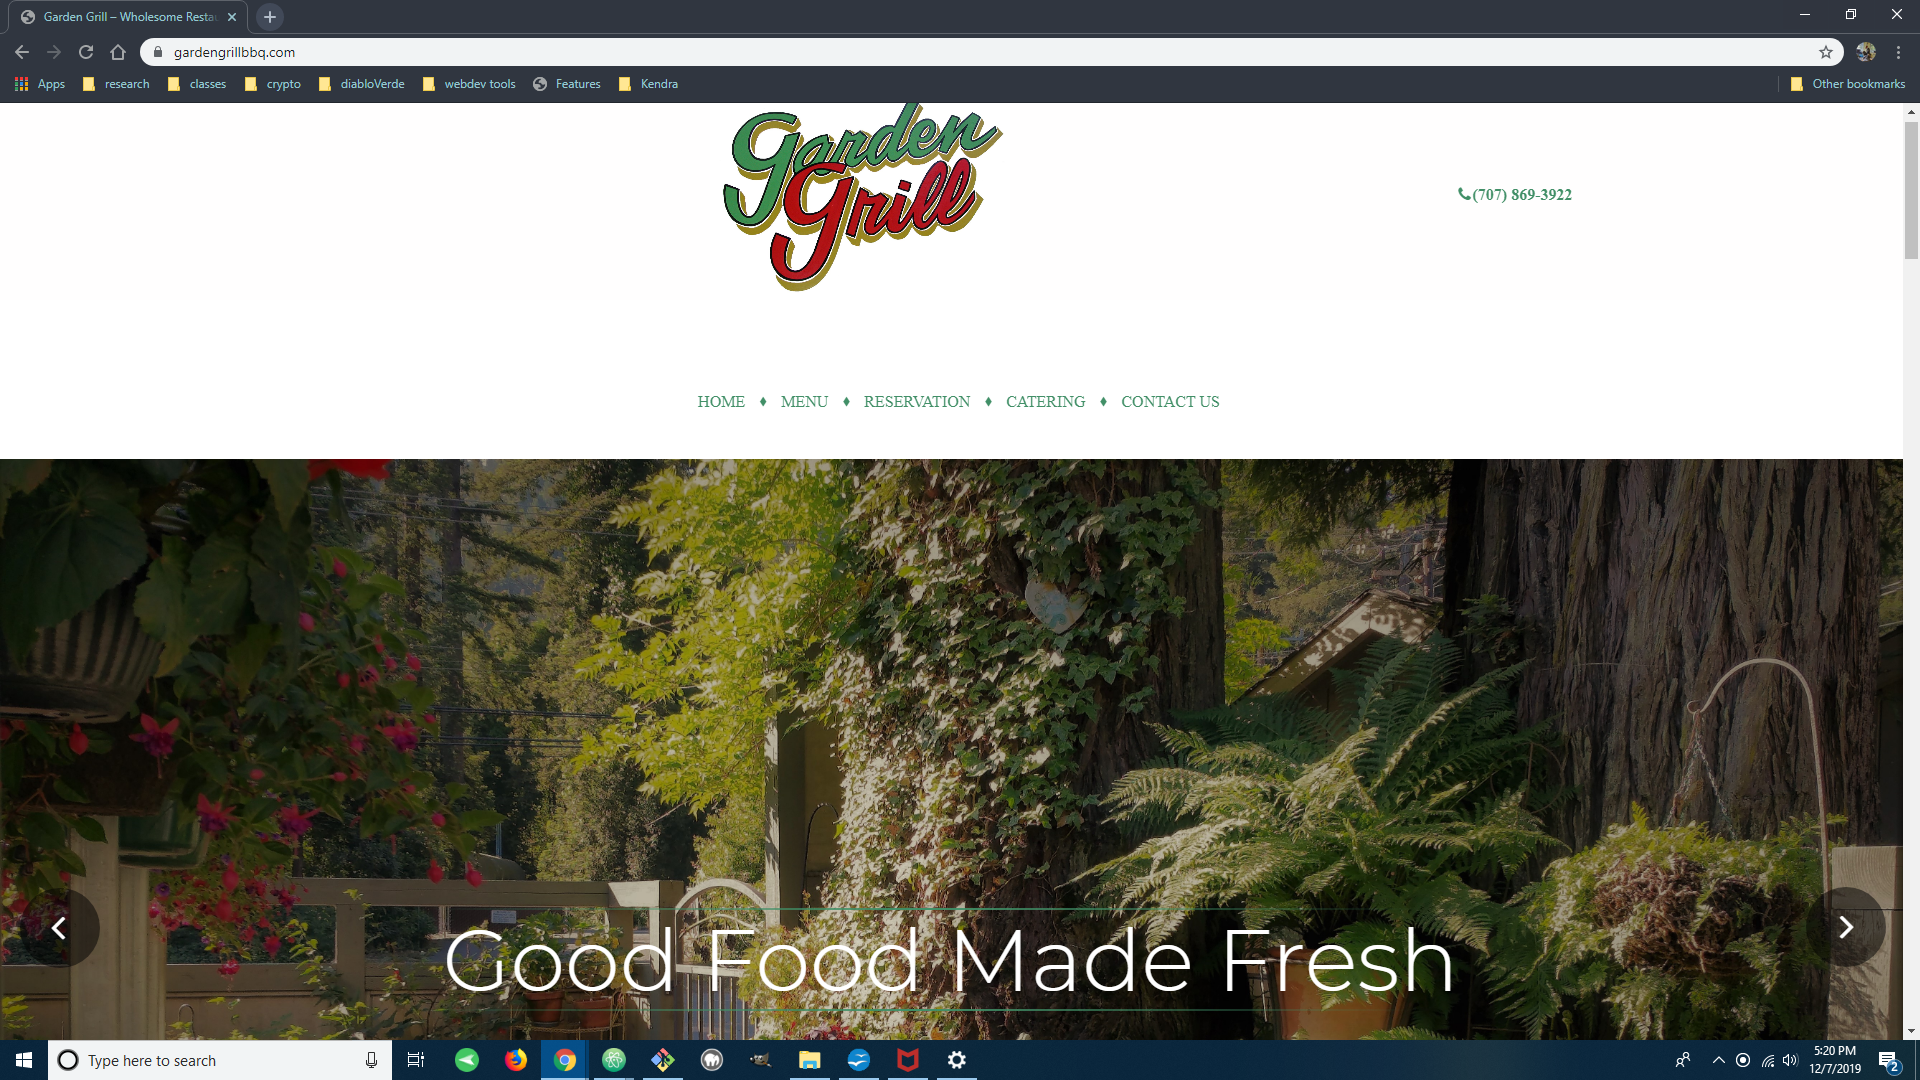 Garden Grill – Wholesome Restau
gardengrillbbq.com
Apps research classes crypto diabloVerde webdev tools Features Kendra Other bookmarks
Garden
Grill
(707) 869-3922
HOME ♦ MENU ♦ RESERVATION ♦ CATERING ♦ CONTACT US
Good Food Made Fresh
Type here to search
5:20 PM
12/7/2019
2